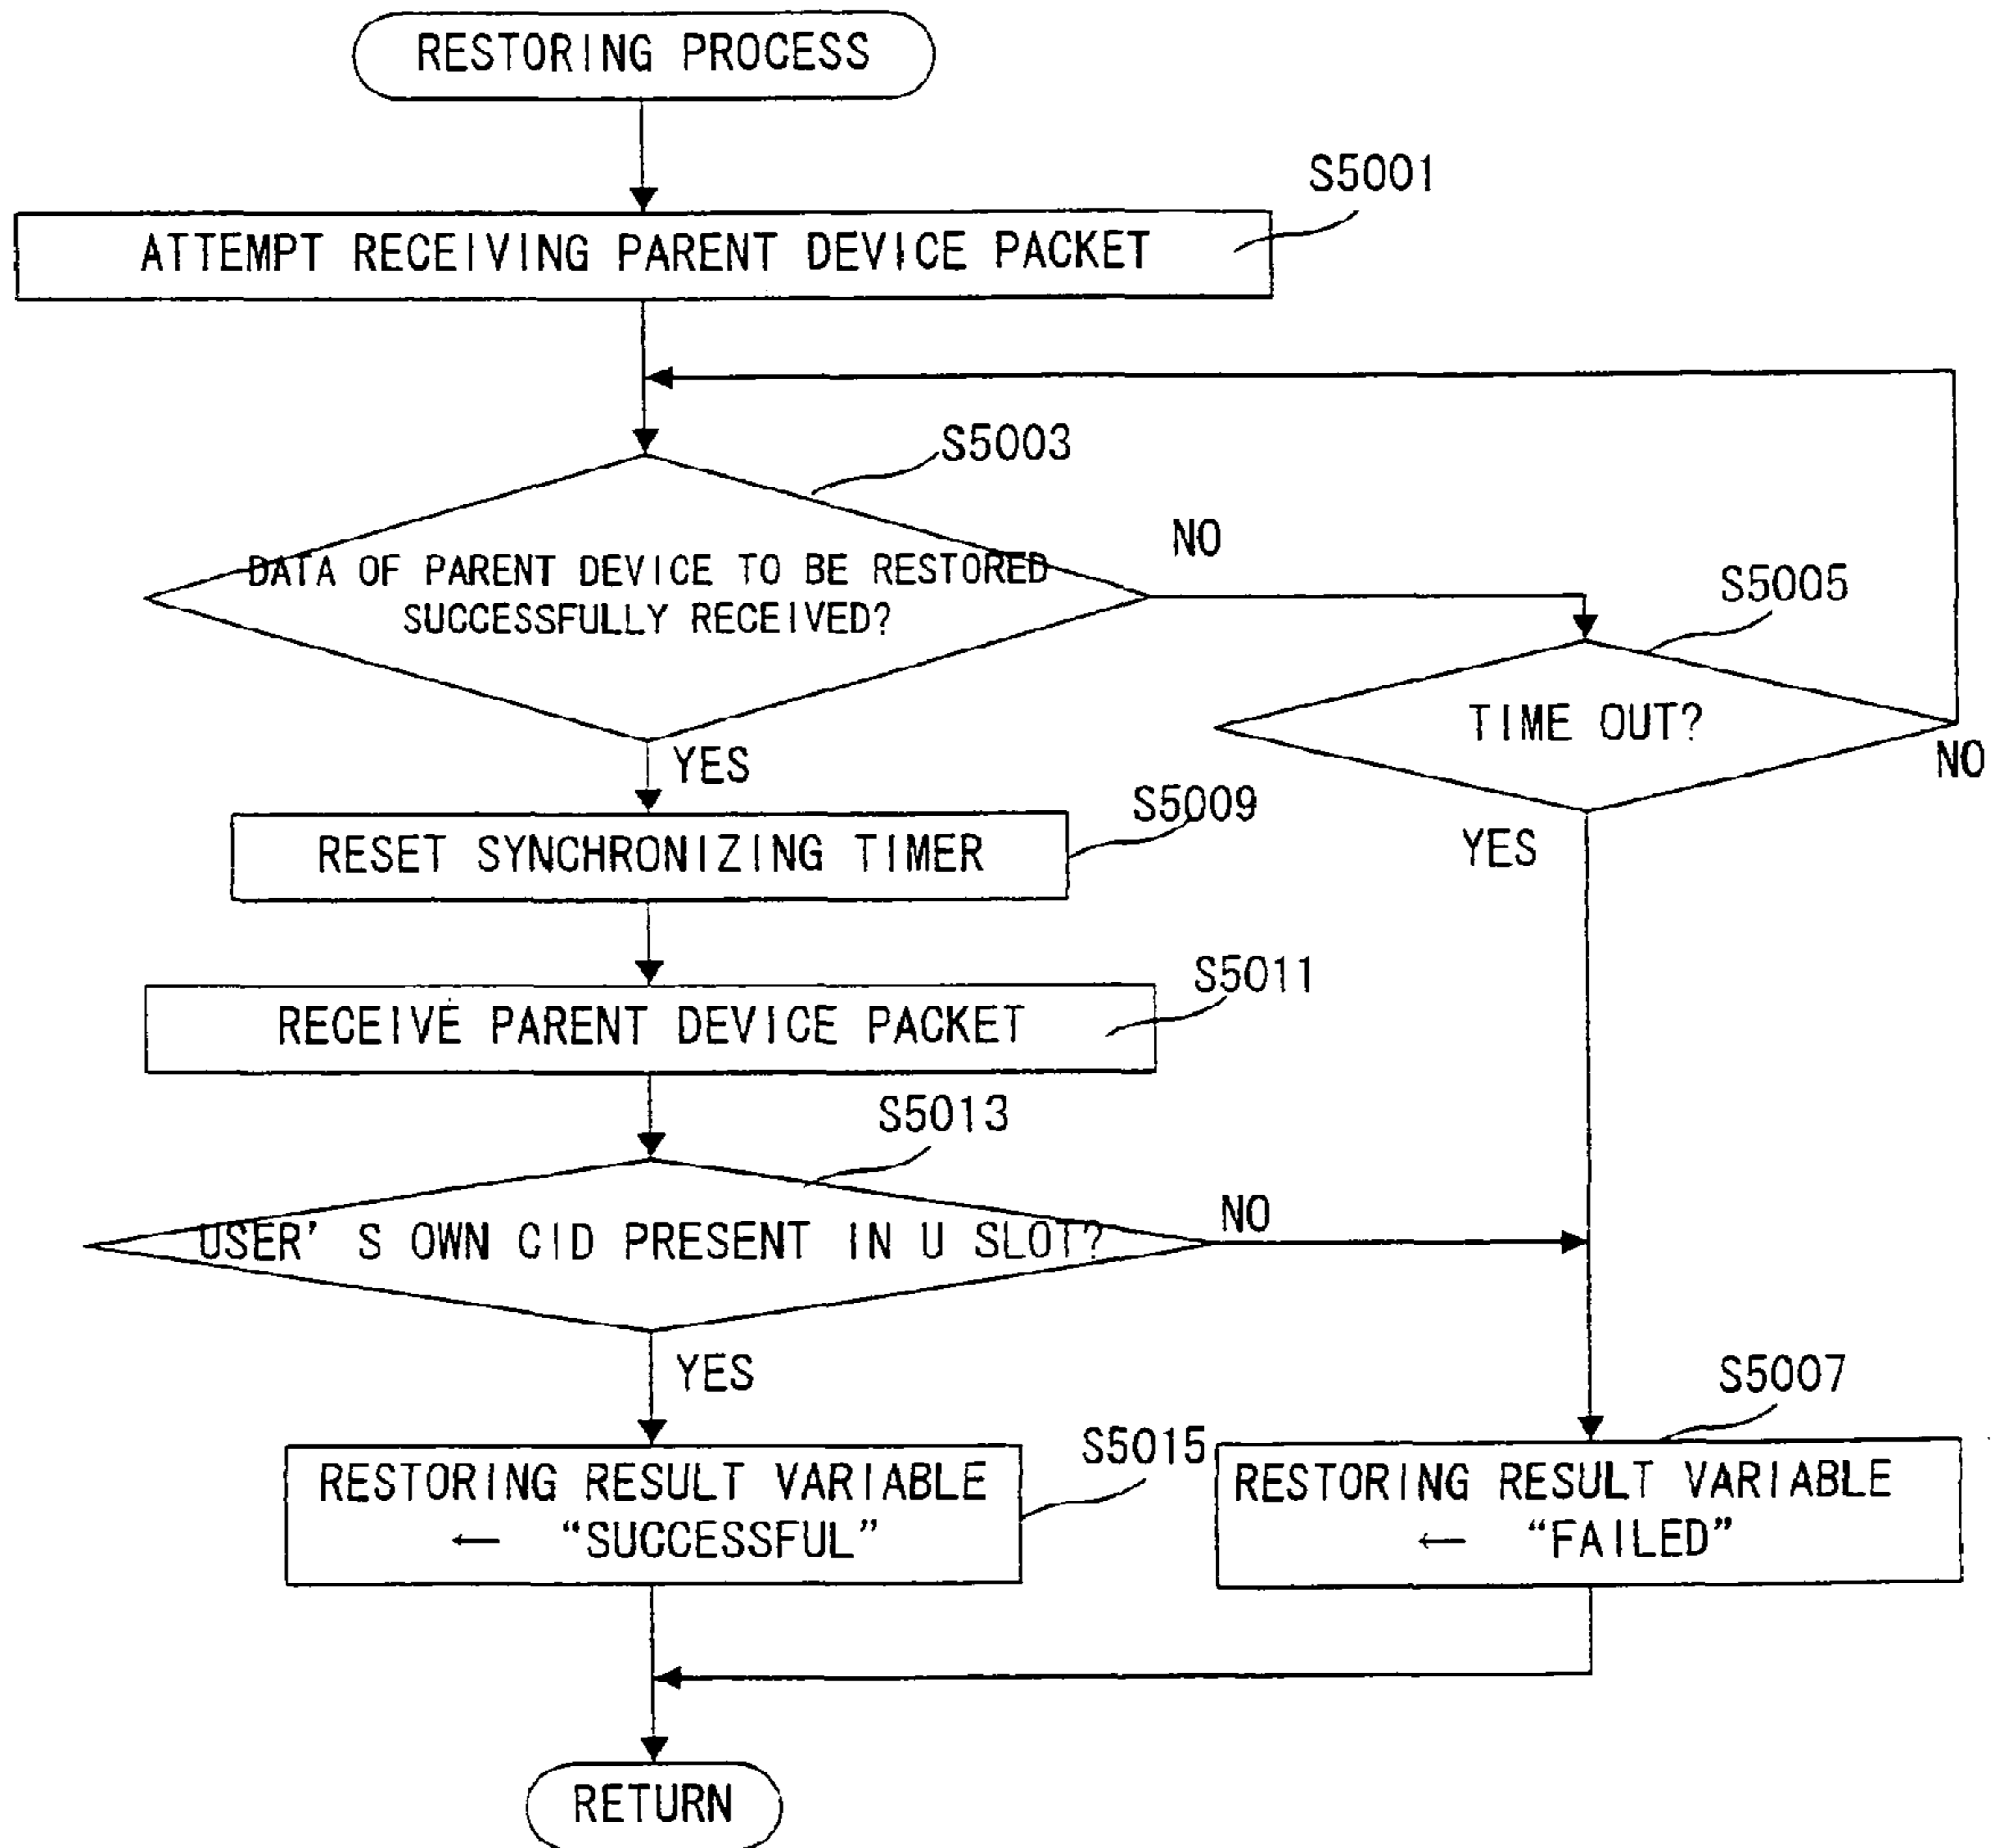 RESTORING PROCESS
S5001
ATTEMPT RECEIVING PARENT DEVICE PACKET
S5003
NO
DATA OF PARENT DEVICE TO BE RESTORED
SUCCESSFULLY RECEIVED?
S5005
TIME OUT?
NO
YES
S5009
RESET SYNCHRONIZING TIMER
YES
S5011
RECEIVE PARENT DEVICE PACKET
S5013
NO
USER' S OWN CID PRESENT IN U SLOT?
YES
S5007
S5015
RESTORING RESULT VARIABLE
← “SUCCESSFUL”
RESTORING RESULT VARIABLE
← “FAILED”
RETURN